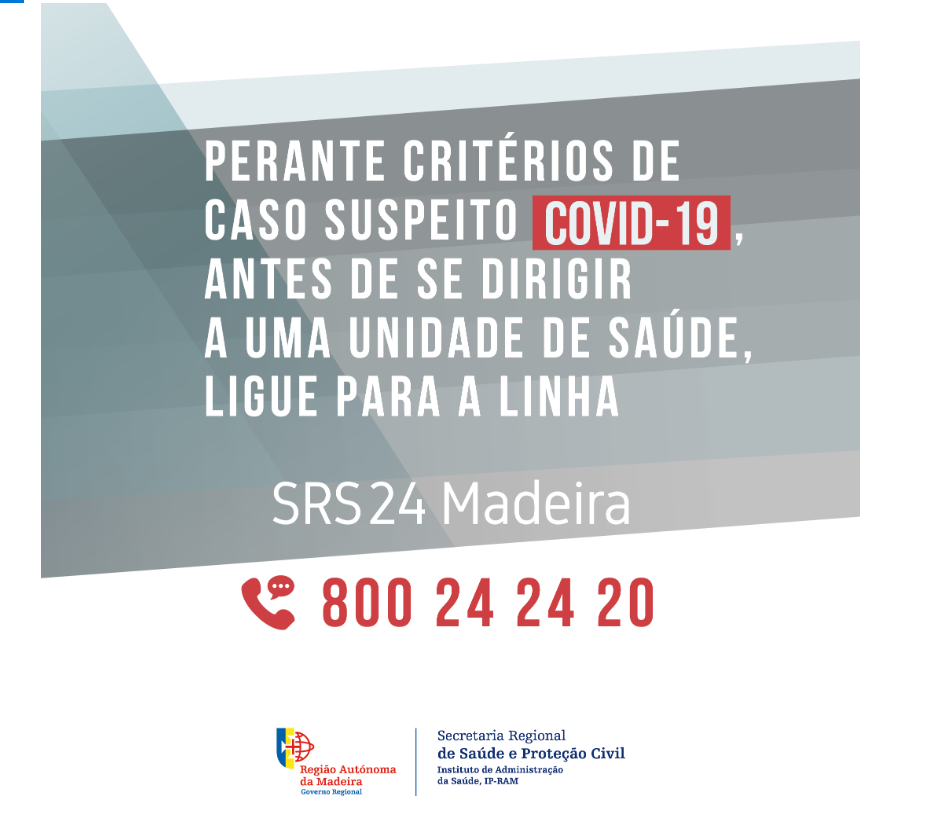 PERANTE CRITÉRIOS DE
CASO SUSPEITO COVID-19,
ANTES DE SE DIRIGIR
A UMA UNIDADE DE SAÚDE,
LIGUE PARA A LINHA
SRS24 Madeira
800 24 24 20
Região Autónoma
da Madeira
Governo Regional
Secretaria Regional
de Saúde e Proteção Civil
Instituto de Administração
da Saúde, IP-RAM